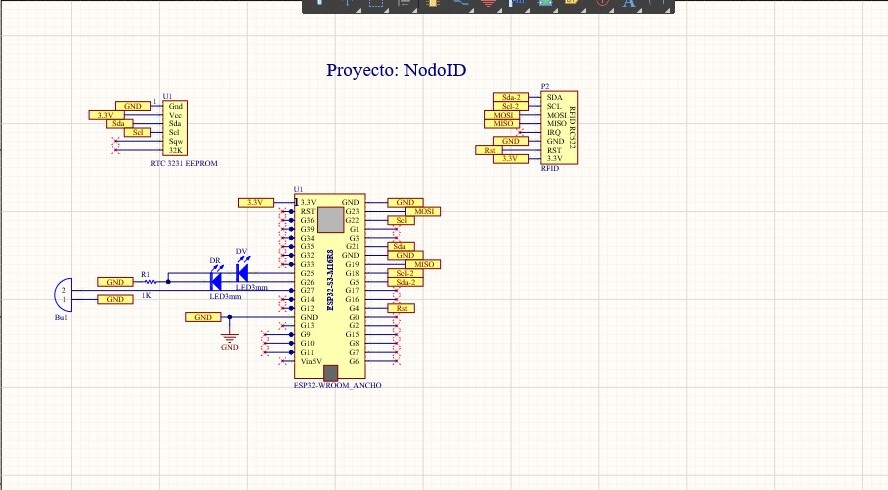 Proyecto: NodoID
U1
GND 1 Gnd
3.3V Vcc
Sda Sda
Scl Scl
Sqw
32K
RTC 3231 EEPROM
P2
Sda-2 SDA
Scl-2 SCL
MOSI MOSI
MISO MISO
IRQ
GND GND
Rst RST
3.3V 3.3V
RFID-RC522
RFID
U1
3.3V 1 3.3V GND GND
RST G23 MOSI
G36 G22 Scl
G39 G1
G34 G3
G35 G21 Sda
G32 GND GND
G33 G19 MISO
G25 G18 Scl-2
G26 G5 Sda-2
G27 G17
G14 G16
G12 G4 Rst
GND GND G0
G13 G2
G9 G15
G10 G8
G11 G7
Vin5V G6
ESP32-WROOM_ANCHO
DV
LED3mm
DR
LED3mm
R1
1K
GND
2
1
GND
Bu1
GND